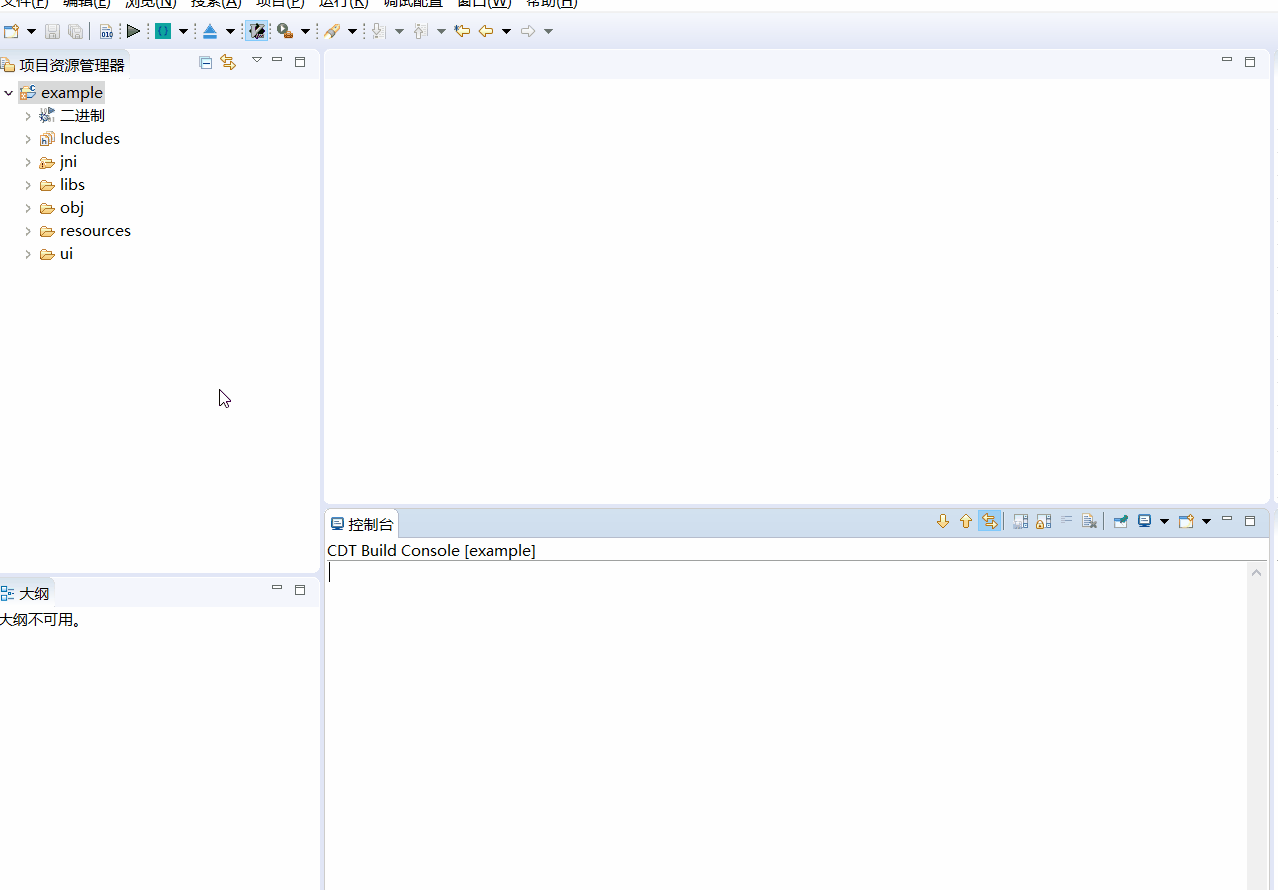 文件(F) 编辑(E) 浏览(N) 搜索(A) 项目(P) 运行(R) 调试配置 窗口(W) 帮助(H)
项目资源管理器
example
二进制
Includes
jni
libs
obj
resources
ui
控制台
CDT Build Console [example]
大纲
大纲不可用。